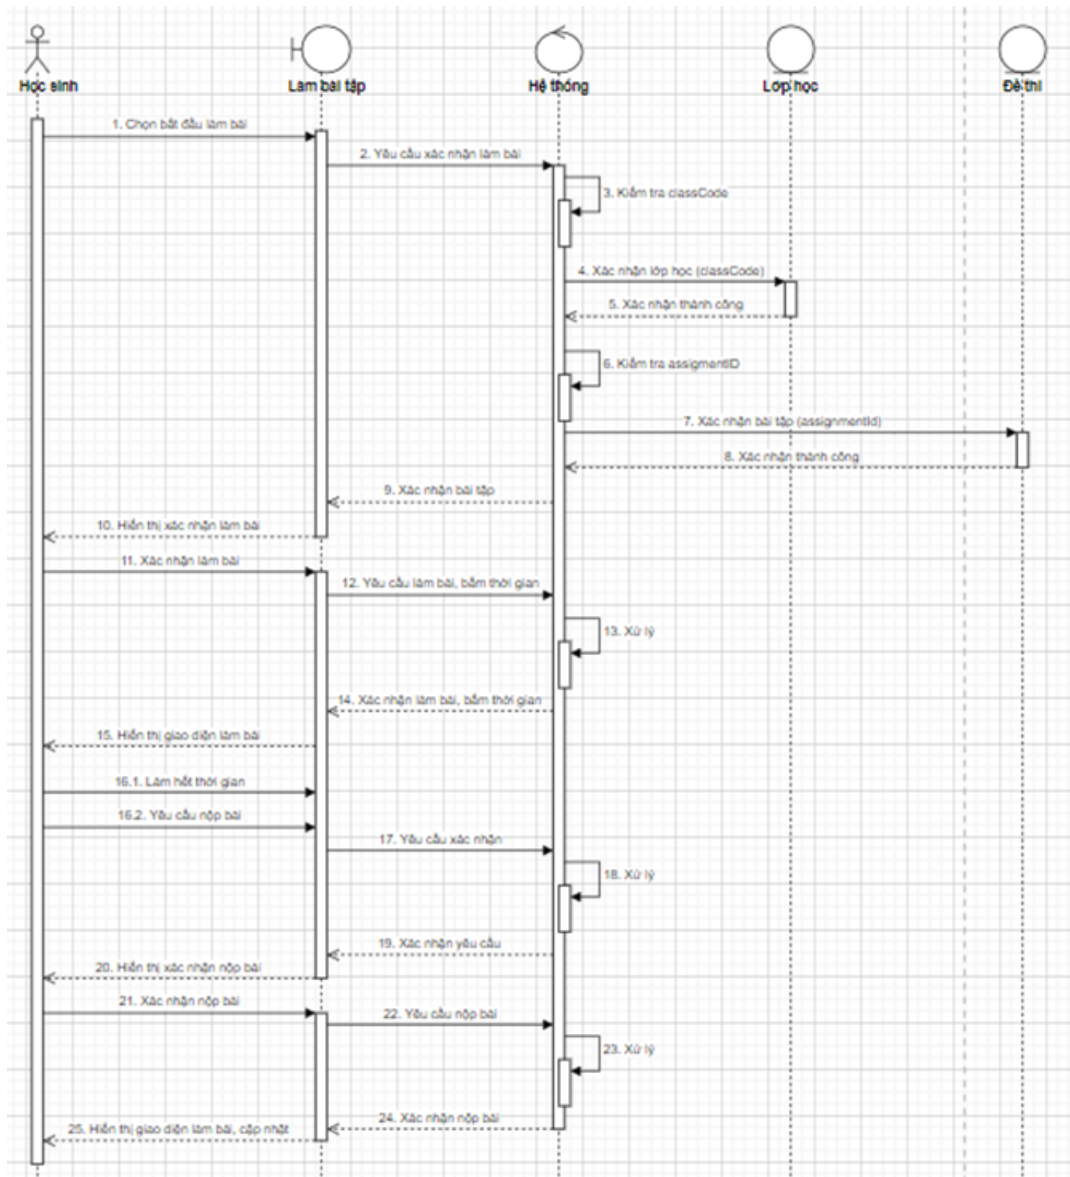 Học sinh
Làm bài tập
Hệ thống
Lớp học
Đề thi
1. Chọn bắt đầu làm bài
2. Yêu cầu xác nhận làm bài
3. Kiểm tra classCode
4. Xác nhận lớp học (classCode)
5. Xác nhận thành công
6. Kiểm tra assigmentID
7. Xác nhận bài tập (assignmentId)
8. Xác nhận thành công
9. Xác nhận bài tập
10. Hiển thị xác nhận làm bài
11. Xác nhận làm bài
12. Yêu cầu làm bài, bấm thời gian
13. Xử lý
14. Xác nhận làm bài, bấm thời gian
15. Hiển thị giao diện làm bài
16.1. Làm hết thời gian
16.2. Yêu cầu nộp bài
17. Yêu cầu xác nhận
18. Xử lý
19. Xác nhận yêu cầu
20. Hiển thị xác nhận nộp bài
21. Xác nhận nộp bài
22. Yêu cầu nộp bài
23. Xử lý
24. Xác nhận nộp bài
25. Hiển thị giao diện làm bài, cập nhật